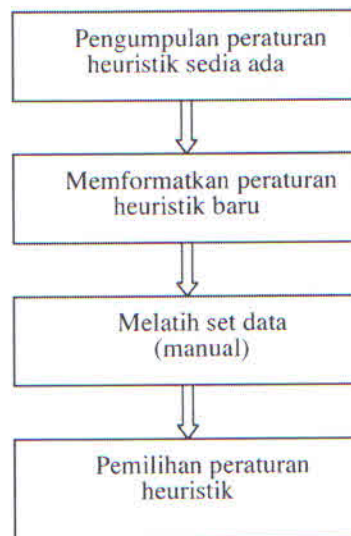 Pengumpulan peraturan
heuristik sedia ada
Memformatkan peraturan
heuristik baru
Melatih set data
(manual)
Pemilihan peraturan
heuristik